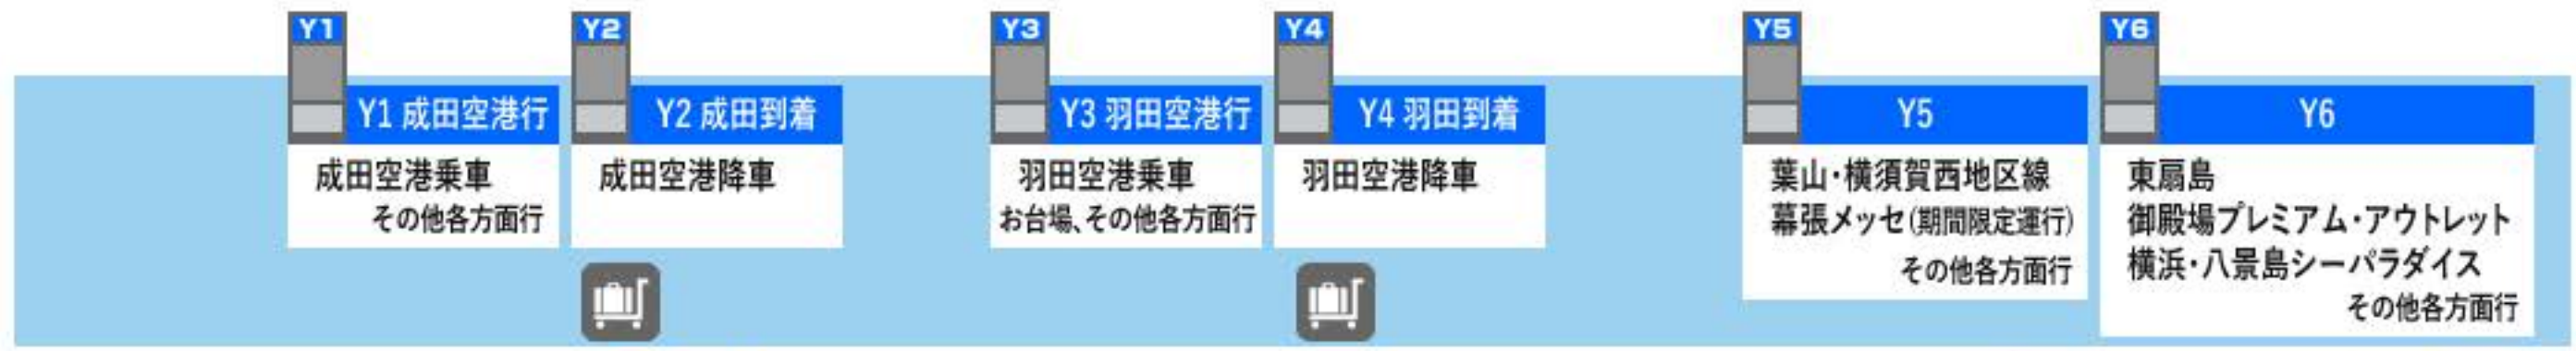 Y1
Y2
Y3
Y4
Y5
Y6
Y1 成田空港行
成田空港乗車
その他各方面行
Y2 成田到着
成田空港降車
Y3 羽田空港行
羽田空港乗車
お台場、その他各方面行
Y4 羽田到着
羽田空港降車
Y5
葉山・横須賀西地区線
幕張メッセ(期間限定運行)
その他各方面行
Y6
東扇島
御殿場プレミアム・アウトレット
横浜・八景島シーパラダイス
その他各方面行